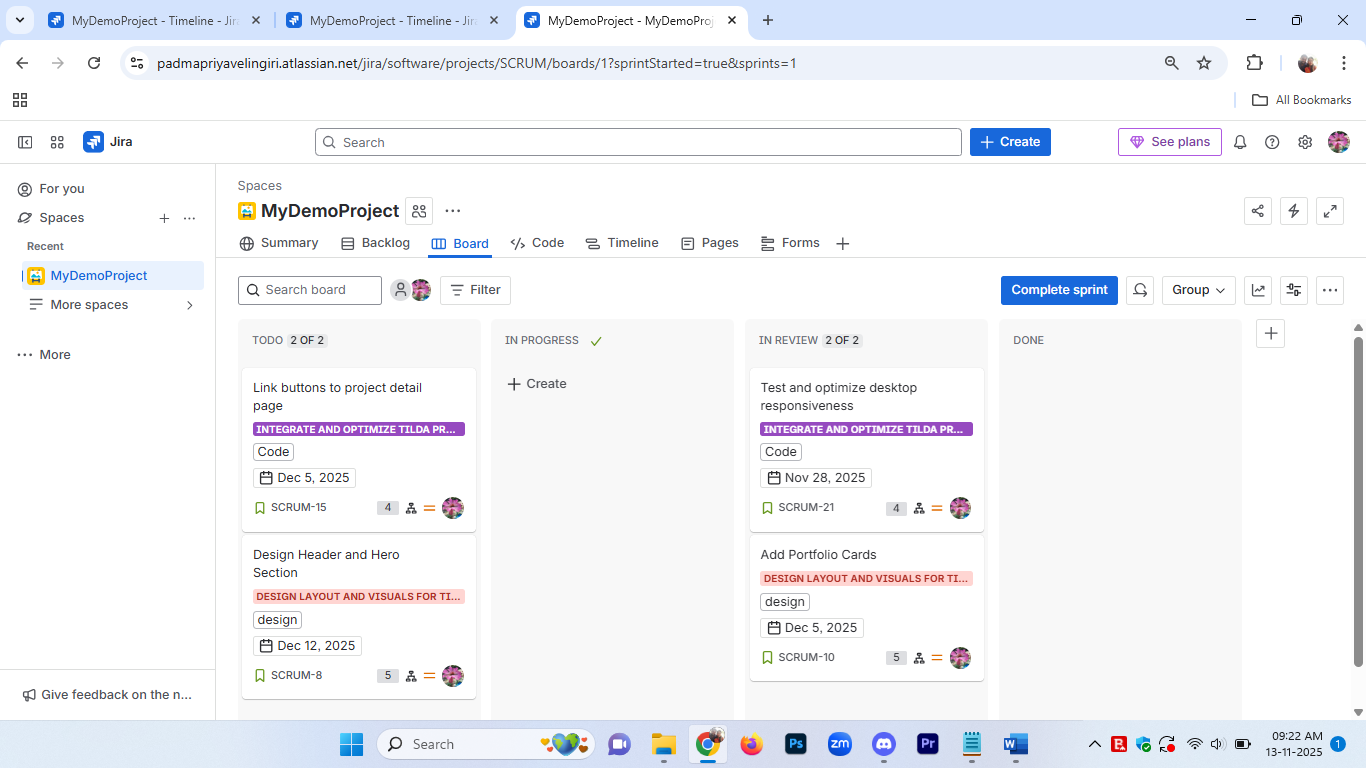 MyDemoProject - Timeline - Jir
MyDemoProject - Timeline - Jir
MyDemoProject - MyDemoProj
padmapriyavelingiri.atlassian.net/jira/software/projects/SCRUM/boards/1?sprintStarted=true&sprints=1
All Bookmarks
Jira
Search
Create
See plans
For you
Spaces
Recent
MyDemoProject
More spaces
More
Give feedback on the n...
Spaces
MyDemoProject
Summary
Backlog
Board
Code
Timeline
Pages
Forms
Search board
Filter
Complete sprint
Group
TODO 2 OF 2
Link buttons to project detail
page
INTEGRATE AND OPTIMIZE TILDA PR...
Code
Dec 5, 2025
SCRUM-15 4
Design Header and Hero
Section
DESIGN LAYOUT AND VISUALS FOR TI...
design
Dec 12, 2025
SCRUM-8 5
IN PROGRESS
Create
IN REVIEW 2 OF 2
Test and optimize desktop
responsiveness
INTEGRATE AND OPTIMIZE TILDA PR...
Code
Nov 28, 2025
SCRUM-21 4
Add Portfolio Cards
DESIGN LAYOUT AND VISUALS FOR TI...
design
Dec 5, 2025
SCRUM-10 5
DONE
Search
Ps
zm
Pr
W
09:22 AM
13-11-2025
1